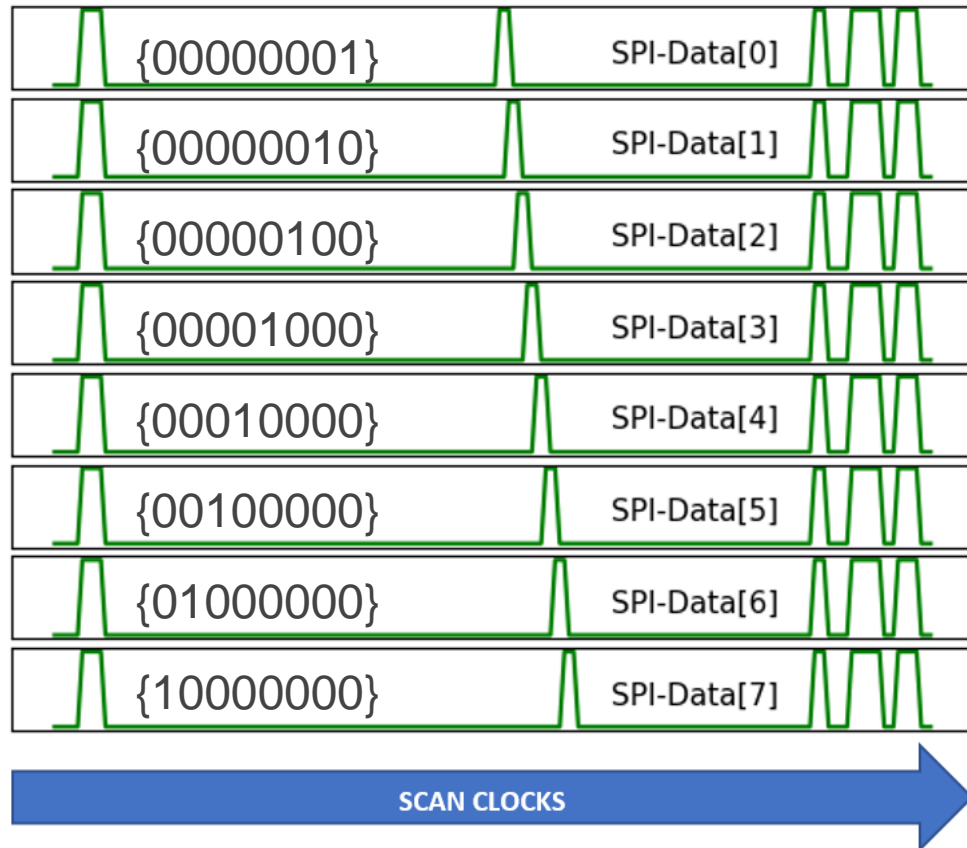 {00000001} SPI-Data[0]
{00000010} SPI-Data[1]
{00000100} SPI-Data[2]
{00001000} SPI-Data[3]
{00010000} SPI-Data[4]
{00100000} SPI-Data[5]
{01000000} SPI-Data[6]
{10000000} SPI-Data[7]
SCAN CLOCKS